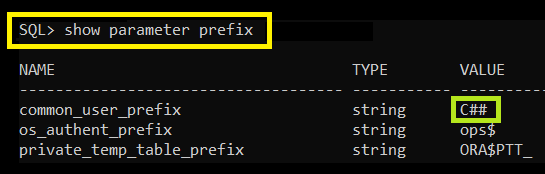 SQL> show parameter prefix
NAME TYPE VALUE
------------------------------------ ----------- ----------
common_user_prefix string C##
os_authent_prefix string ops$
private_temp_table_prefix string ORA$PTT_